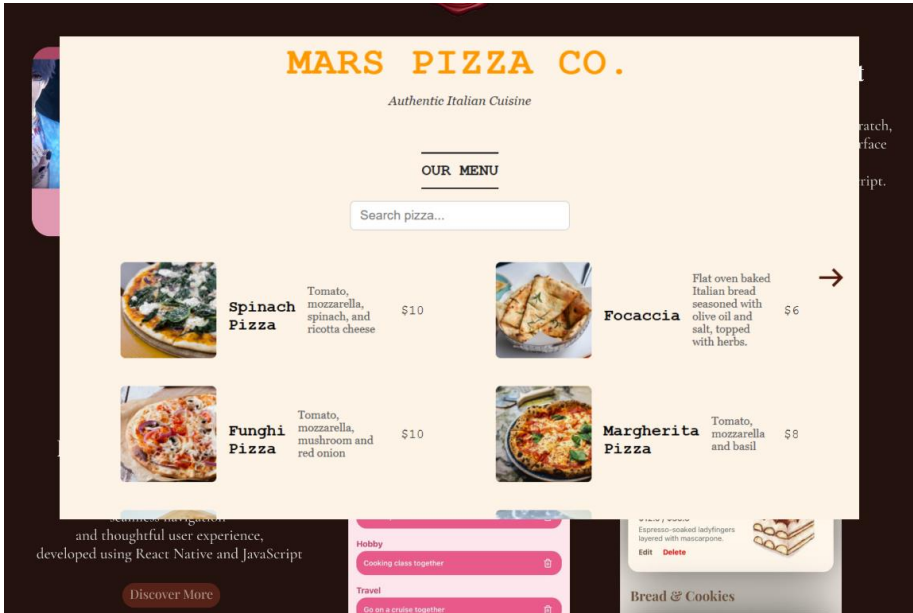 MARS PIZZA CO.
Authentic Italian Cuisine
OUR MENU
Search pizza...
Spinach
Pizza
Tomato,
mozzarella,
spinach, and
ricotta cheese
$10
Focaccia
Flat oven baked
Italian bread
seasoned with
olive oil and
salt, topped
with herbs.
$6
Funghi
Pizza
Tomato,
mozzarella,
mushroom and
red onion
$10
Margherita
Pizza
Tomato,
mozzarella
and basil
$8
seamless navigation
and thoughtful user experience,
developed using React Native and JavaScript
Discover More
Hobby
Cooking class together
Travel
Go on a cruise together
Espresso-soaked ladyfingers
layered with mascarpone.
Edit Delete
Bread & Cookies